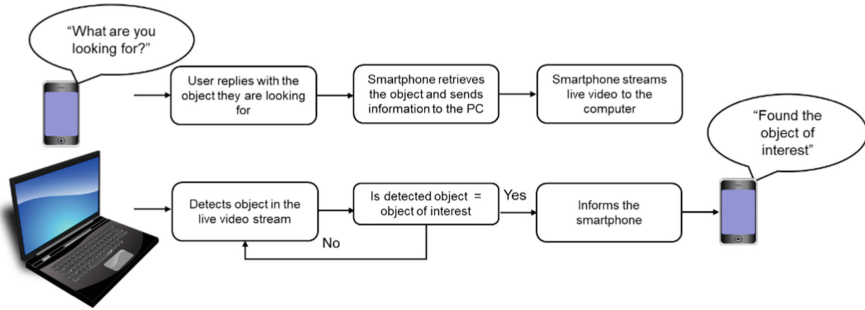 “What are you
looking for?”
User replies with the
object they are looking
for
Smartphone retrieves
the object and sends
information to the PC
Smartphone streams
live video to the
computer
“Found the
object of
interest”
Detects object in the
live video stream
Is detected object =
object of interest
Yes
Informs the
smartphone
No